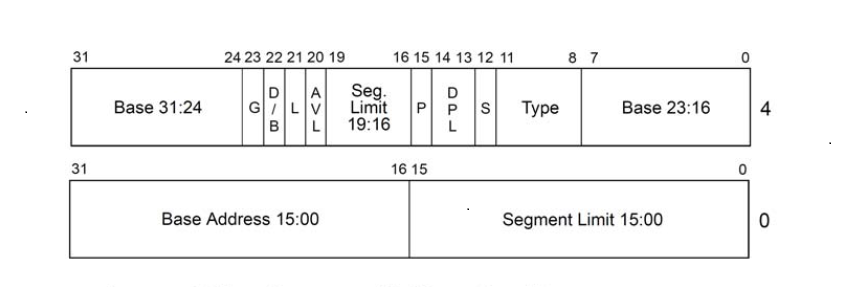 31 24 23 22 21 20 19 16 15 14 13 12 11 8 7 0
Base 31:24 G D/B L AVL Seg. Limit 19:16 P DPL S Type Base 23:16 4
31 16 15 0
Base Address 15:00 Segment Limit 15:00 0